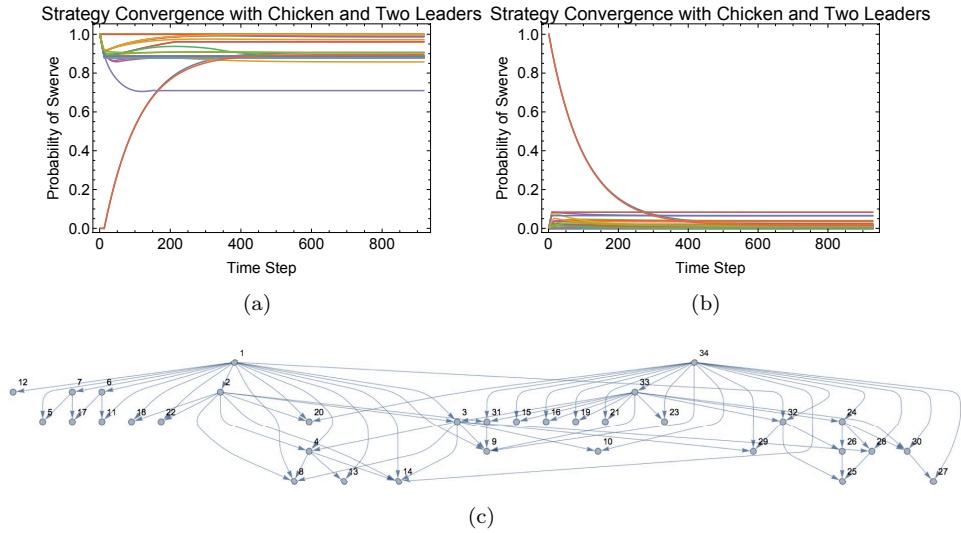 Strategy Convergence with Chicken and Two Leaders
Strategy Convergence with Chicken and Two Leaders
Probability of Swerve
1.0
0.8
0.6
0.4
0.2
0.0
0 200 400 600 800
Time Step
(a)
Probability of Swerve
1.0
0.8
0.6
0.4
0.2
0.0
0 200 400 600 800
Time Step
(b)
1 34
12 7 6 2 33
5 17 11 18 22 20 3 31 15 16 19 21 23 32 24
4 9 10 29 26 28 30
8 13 14 25 27
(c)